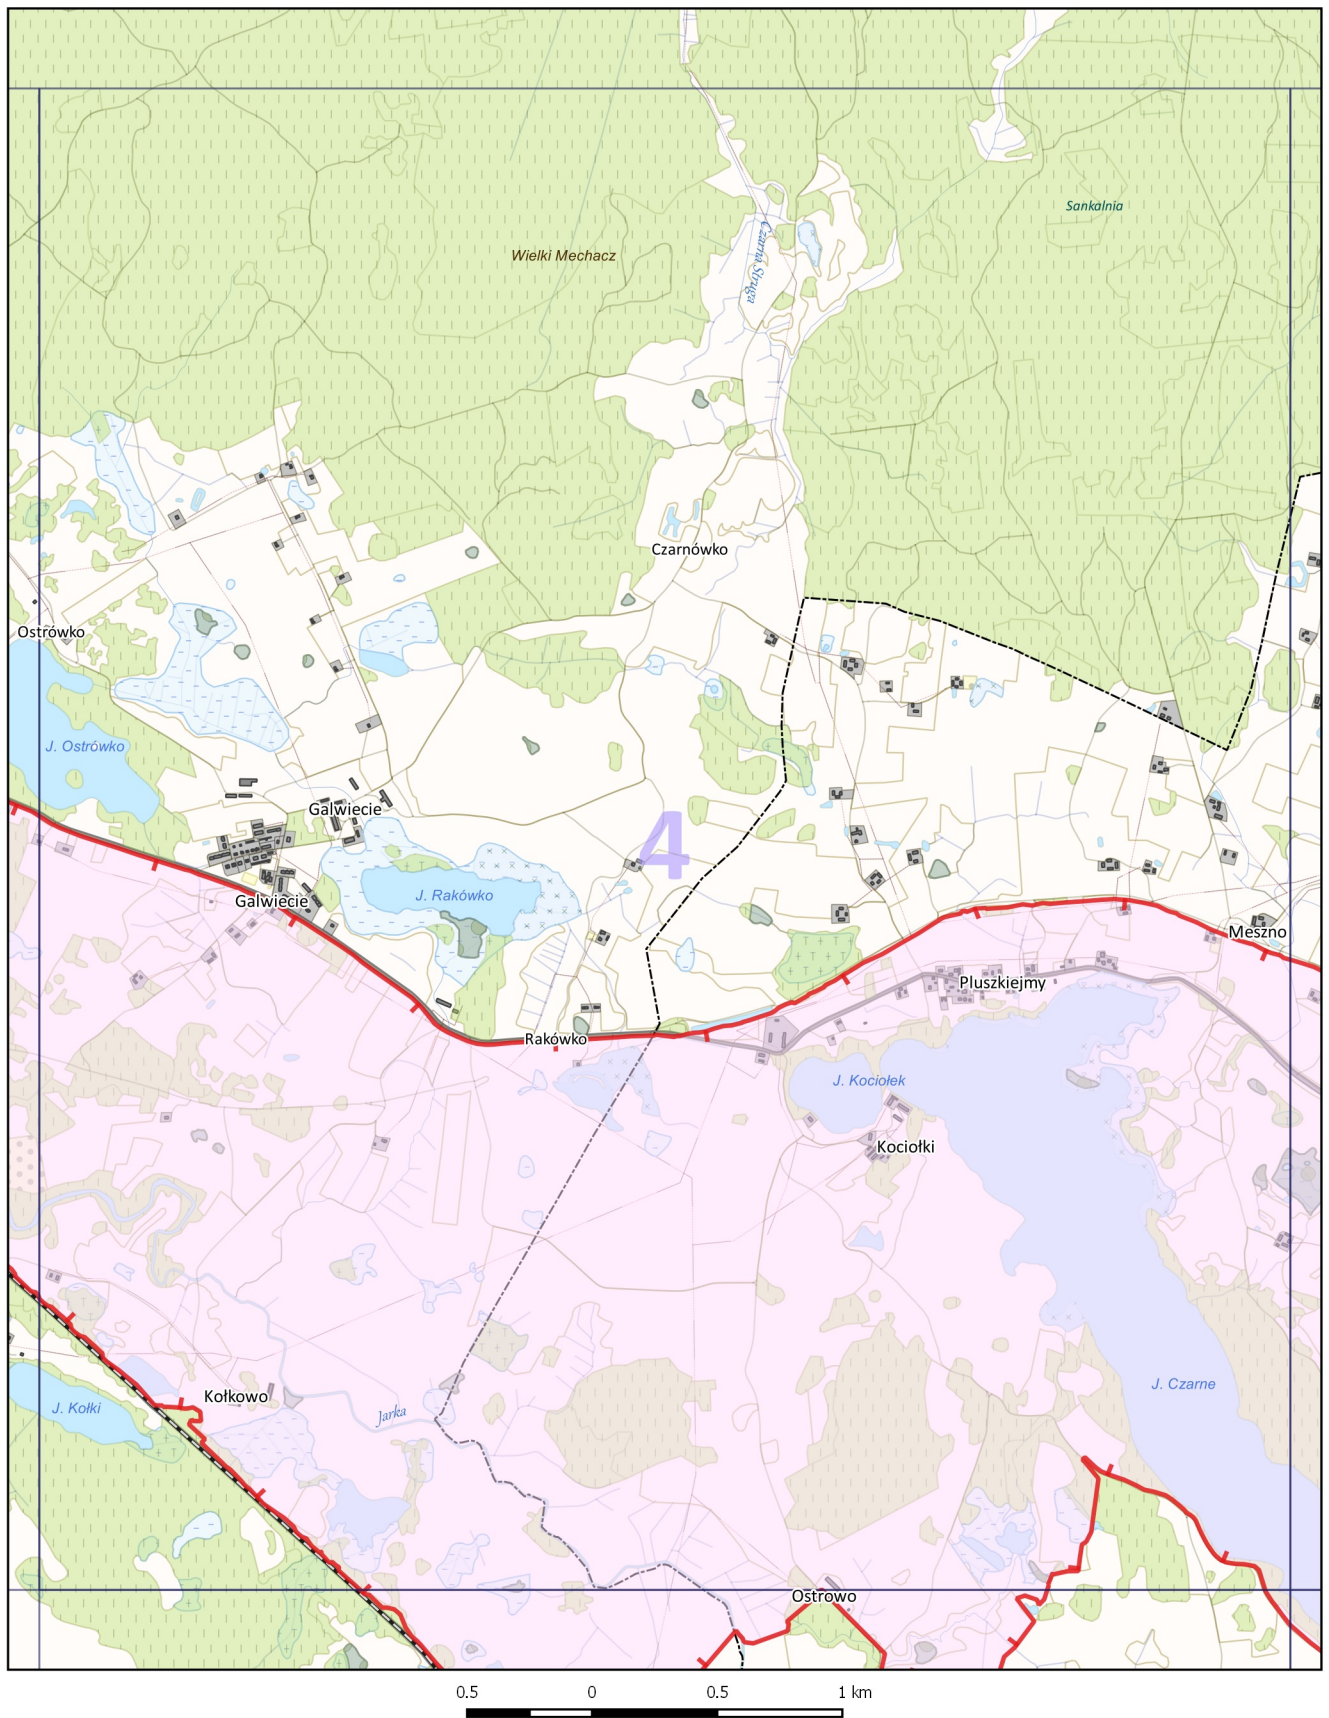 Sankalnia
Wielki Mechacz
Czarna Struga
Czarnówko
Ostrówko
J. Ostrówko
Galwiecie
4
J. Rakówko
Galwiecie
Meszno
Pluszkiejmy
Rakówko
J. Kociołek
Kociołki
J. Czarne
Kołkowo
J. Kołki
Jarka
Ostrowo
0.5 0 0.5 1 km